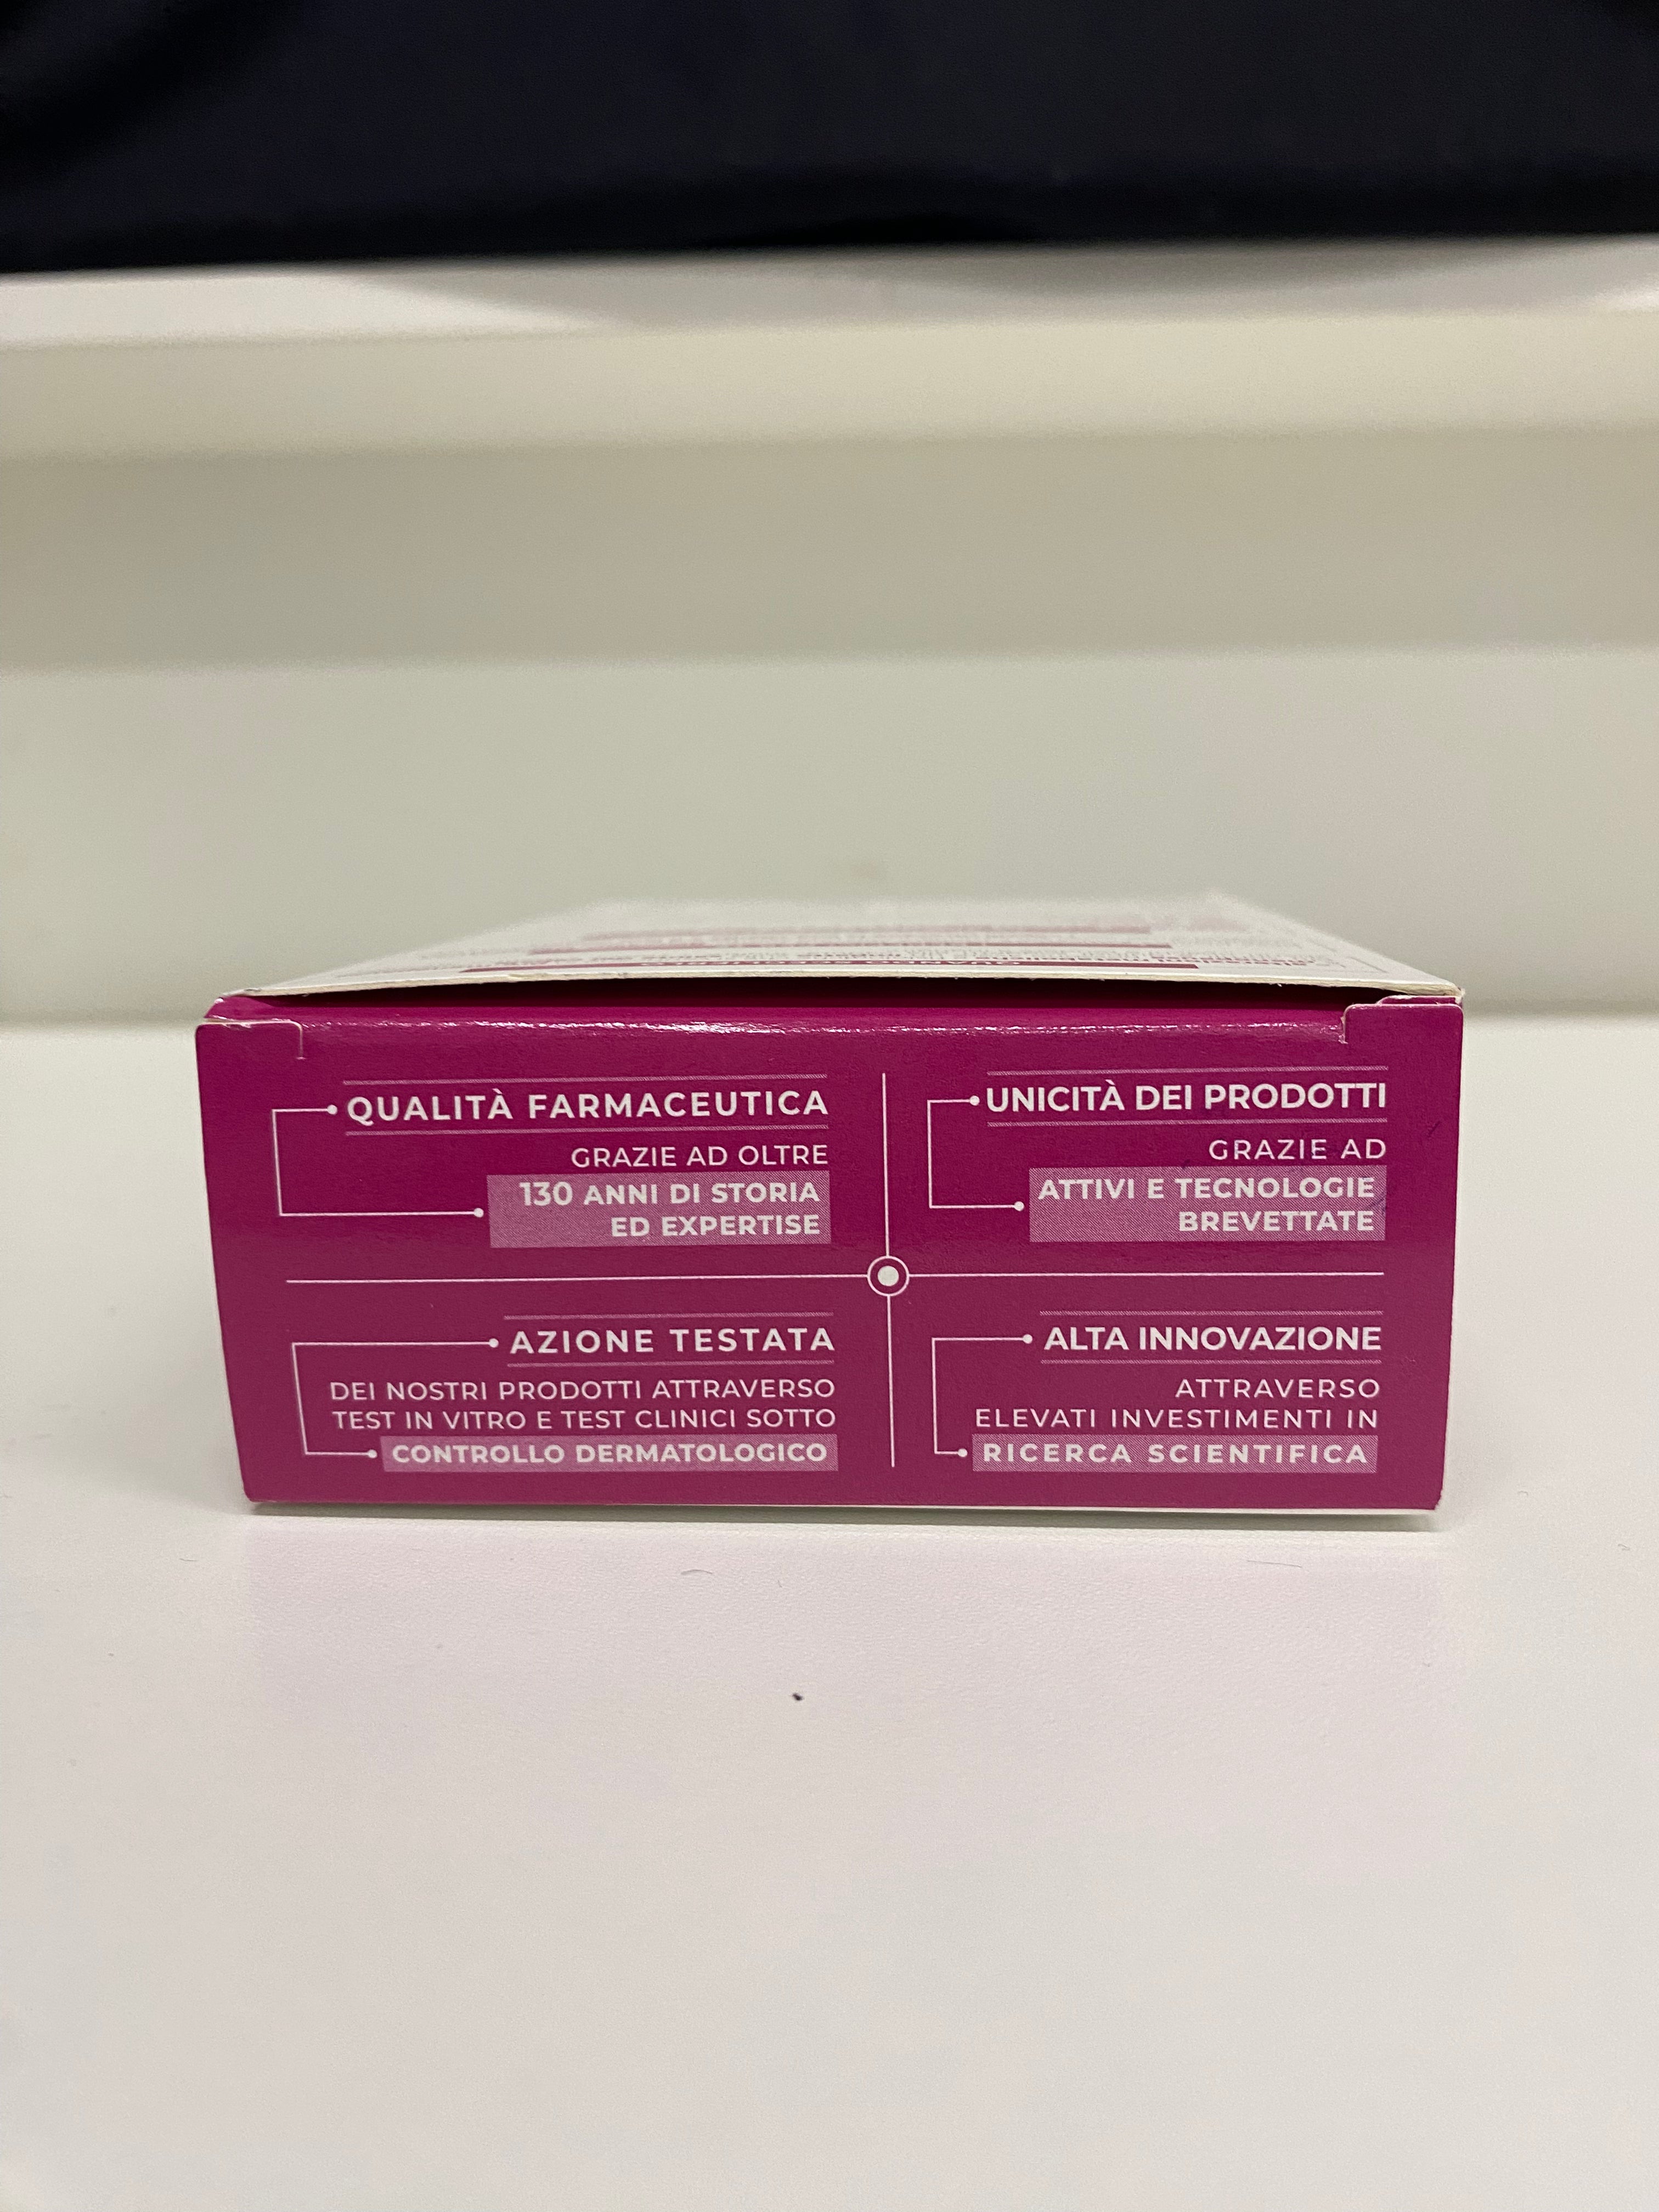 QUALITÀ FARMACEUTICA
GRAZIE AD OLTRE
130 ANNI DI STORIA
ED EXPERTISE
UNICITÀ DEI PRODOTTI
GRAZIE AD
ATTIVI E TECNOLOGIE
BREVETTATE
AZIONE TESTATA
DEI NOSTRI PRODOTTI ATTRAVERSO
TEST IN VITRO E TEST CLINICI SOTTO
CONTROLLO DERMATOLOGICO
ALTA INNOVAZIONE
ATTRAVERSO
ELEVATI INVESTIMENTI IN
RICERCA SCIENTIFICA